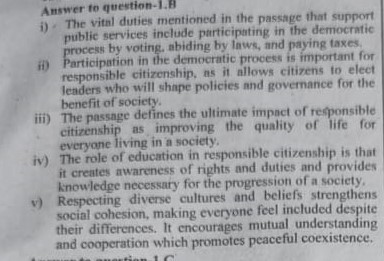 Answer to question-1.B
i) - The vital duties mentioned in the passage that support
public services include participating in the democratic
process by voting, abiding by laws, and paying taxes.
ii) Participation in the democratic process is important for
responsible citizenship, as it allows citizens to elect
leaders who will shape policies and governance for the
benefit of society.
iii) The passage defines the ultimate impact of responsible
citizenship as improving the quality of life for
everyone living in a society.
iv) The role of education in responsible citizenship is that
it creates awareness of rights and duties and provides
knowledge necessary for the progression of a society.
v) Respecting diverse cultures and beliefs strengthens
social cohesion, making everyone feel included despite
their differences. It encourages mutual understanding
and cooperation which promotes peaceful coexistence.